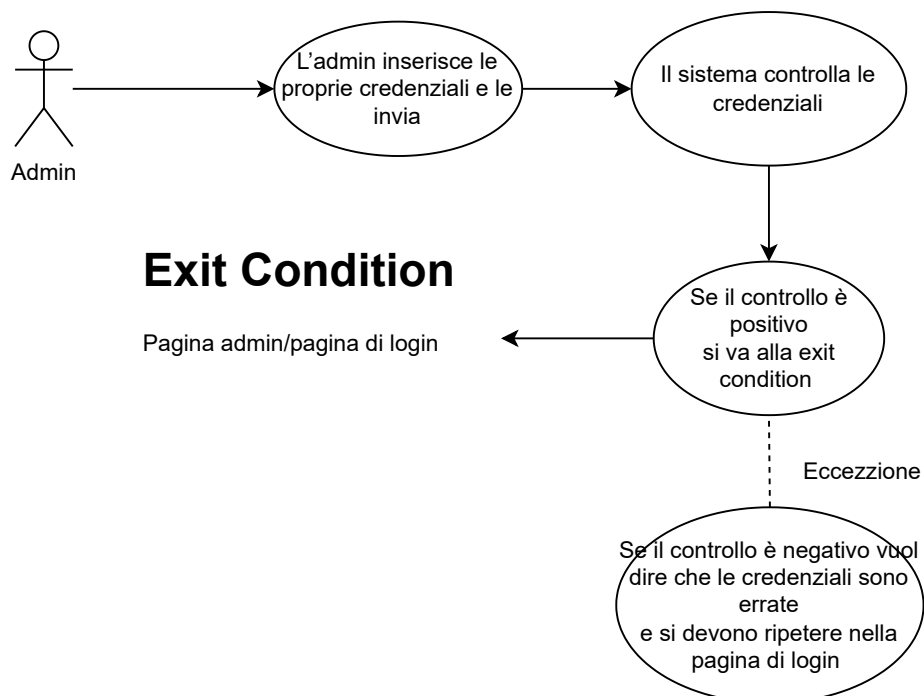 L'admin inserisce le
proprie credenziali e le
invia
Il sistema controlla le
credenziali
Admin
Exit Condition
Se il controllo è
positivo
si va alla exit
condition
Pagina admin/pagina di login
Eccezzione
Se il controllo è negativo vuol
dire che le credenziali sono
errate
e si devono ripetere nella
pagina di login